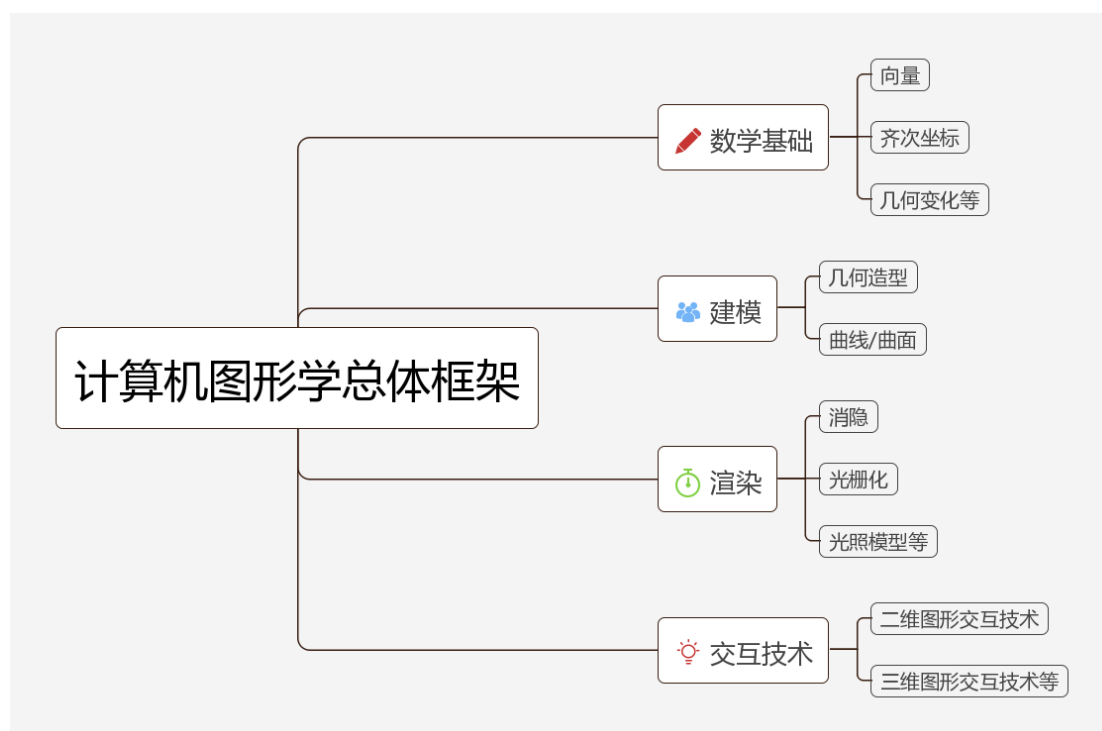 计算机图形学总体框架
数学基础
向量
齐次坐标
几何变化等
建模
几何造型
曲线/曲面
渲染
消隐
光栅化
光照模型等
交互技术
二维图形交互技术
三维图形交互技术等